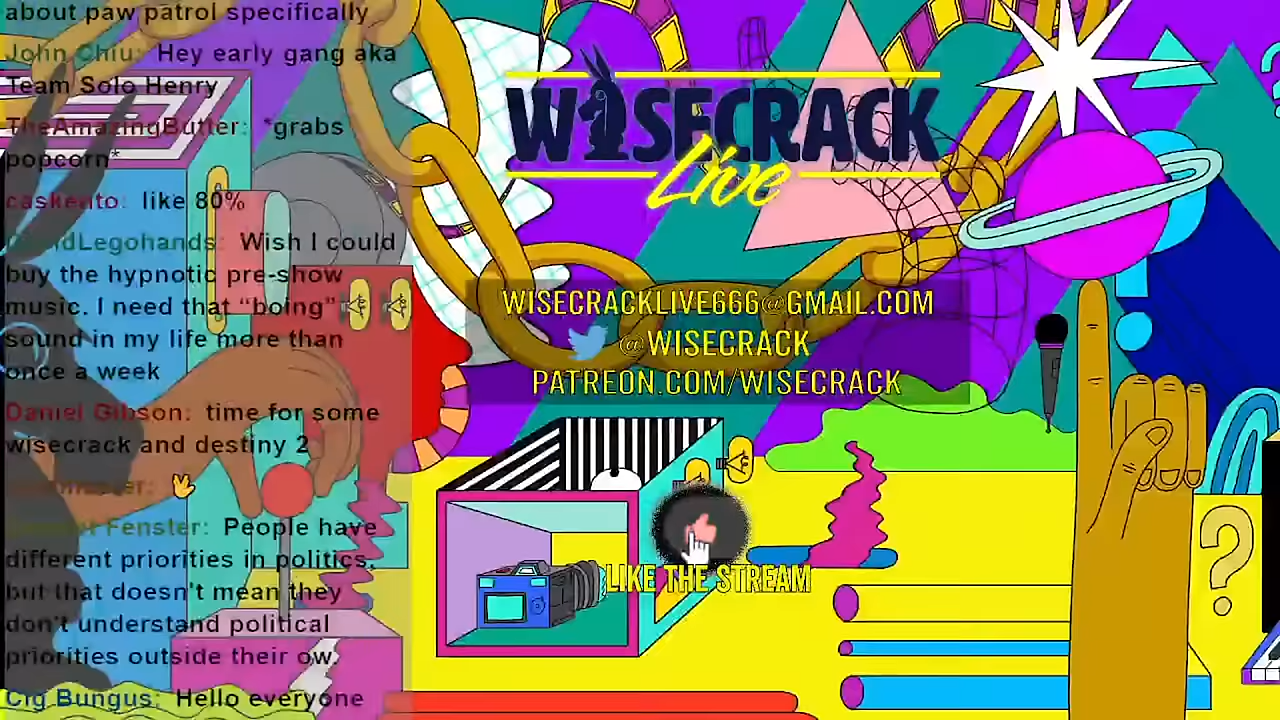 about paw patrol specifically
John Chiu: Hey early gang aka
Team Solo Henry
TheAmazingButter: *grabs
popcorn*
caskento: like 80%
Wish I could
buy the hypnotic pre-show
music. I need that “boing”
sound in my life more than
once a week
Daniel Gibson: time for some
wisecrack and destiny 2
Fenster: People have
different priorities in politics,
but that doesn't mean they
don't understand political
priorities outside their ow.
Crg Bungus: Hello everyone
WISECRACK
Live
WISECRACKLIVE666@GMAIL.COM
@WISECRACK
PATREON.COM/WISECRACK
LIKE THE STREAM